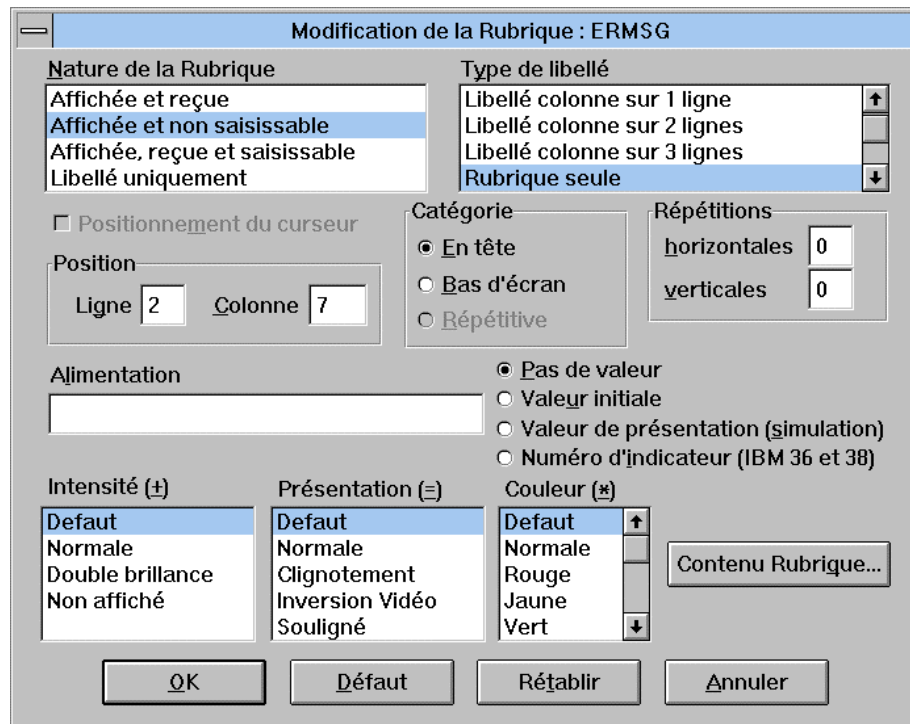 Modification de la Rubrique : ERMSG
Nature de la Rubrique
Affichée et reçue
Affichée et non saisissable
Affichée, reçue et saisissable
Libellé uniquement
Type de libellé
Libellé colonne sur 1 ligne
Libellé colonne sur 2 lignes
Libellé colonne sur 3 lignes
Rubrique seule
Positionnement du curseur
Position
Ligne 2 Colonne 7
Catégorie
En tête
Bas d'écran
Répétitive
Répétitions
horizontales 0
verticales 0
Alimentation
Pas de valeur
Valeur initiale
Valeur de présentation (simulation)
Numéro d'indicateur (IBM 36 et 38)
Intensité (+)
Defaut
Normale
Double brillance
Non affiché
Présentation (=)
Defaut
Normale
Clignotement
Inversion Vidéo
Souligné
Couleur (*)
Defaut
Normale
Rouge
Jaune
Vert
Contenu Rubrique...
OK Défaut Rétablir Annuler